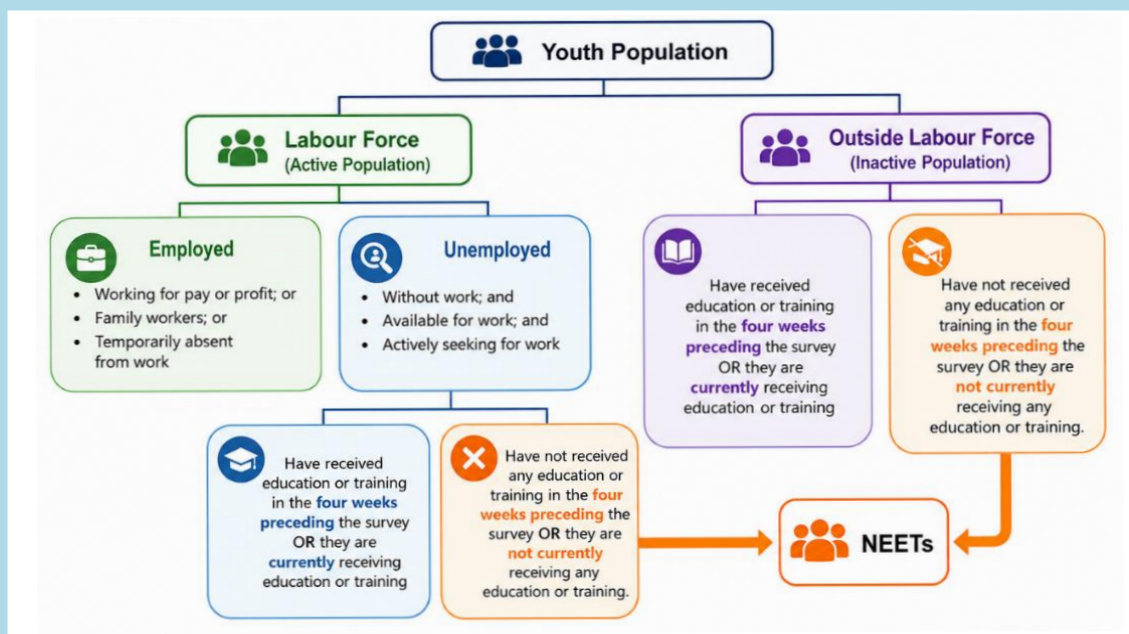 Youth Population
Labour Force
(Active Population)
Outside Labour Force
(Inactive Population)
Employed
• Working for pay or profit; or
• Family workers; or
• Temporarily absent
from work
Unemployed
• Without work; and
• Available for work; and
• Actively seeking for work
Have received
education or training
in the four weeks
preceding the survey
OR they are
currently receiving
education or training
Have not received
any education or
training in the four
weeks preceding the
survey OR they are
not currently
receiving any
education or training.
Have received
education or training
in the four weeks
preceding the survey
OR they are
currently receiving
education or training
Have not received
any education or
training in the four
weeks preceding the
survey OR they are
not currently
receiving any
education or training.
NEETs